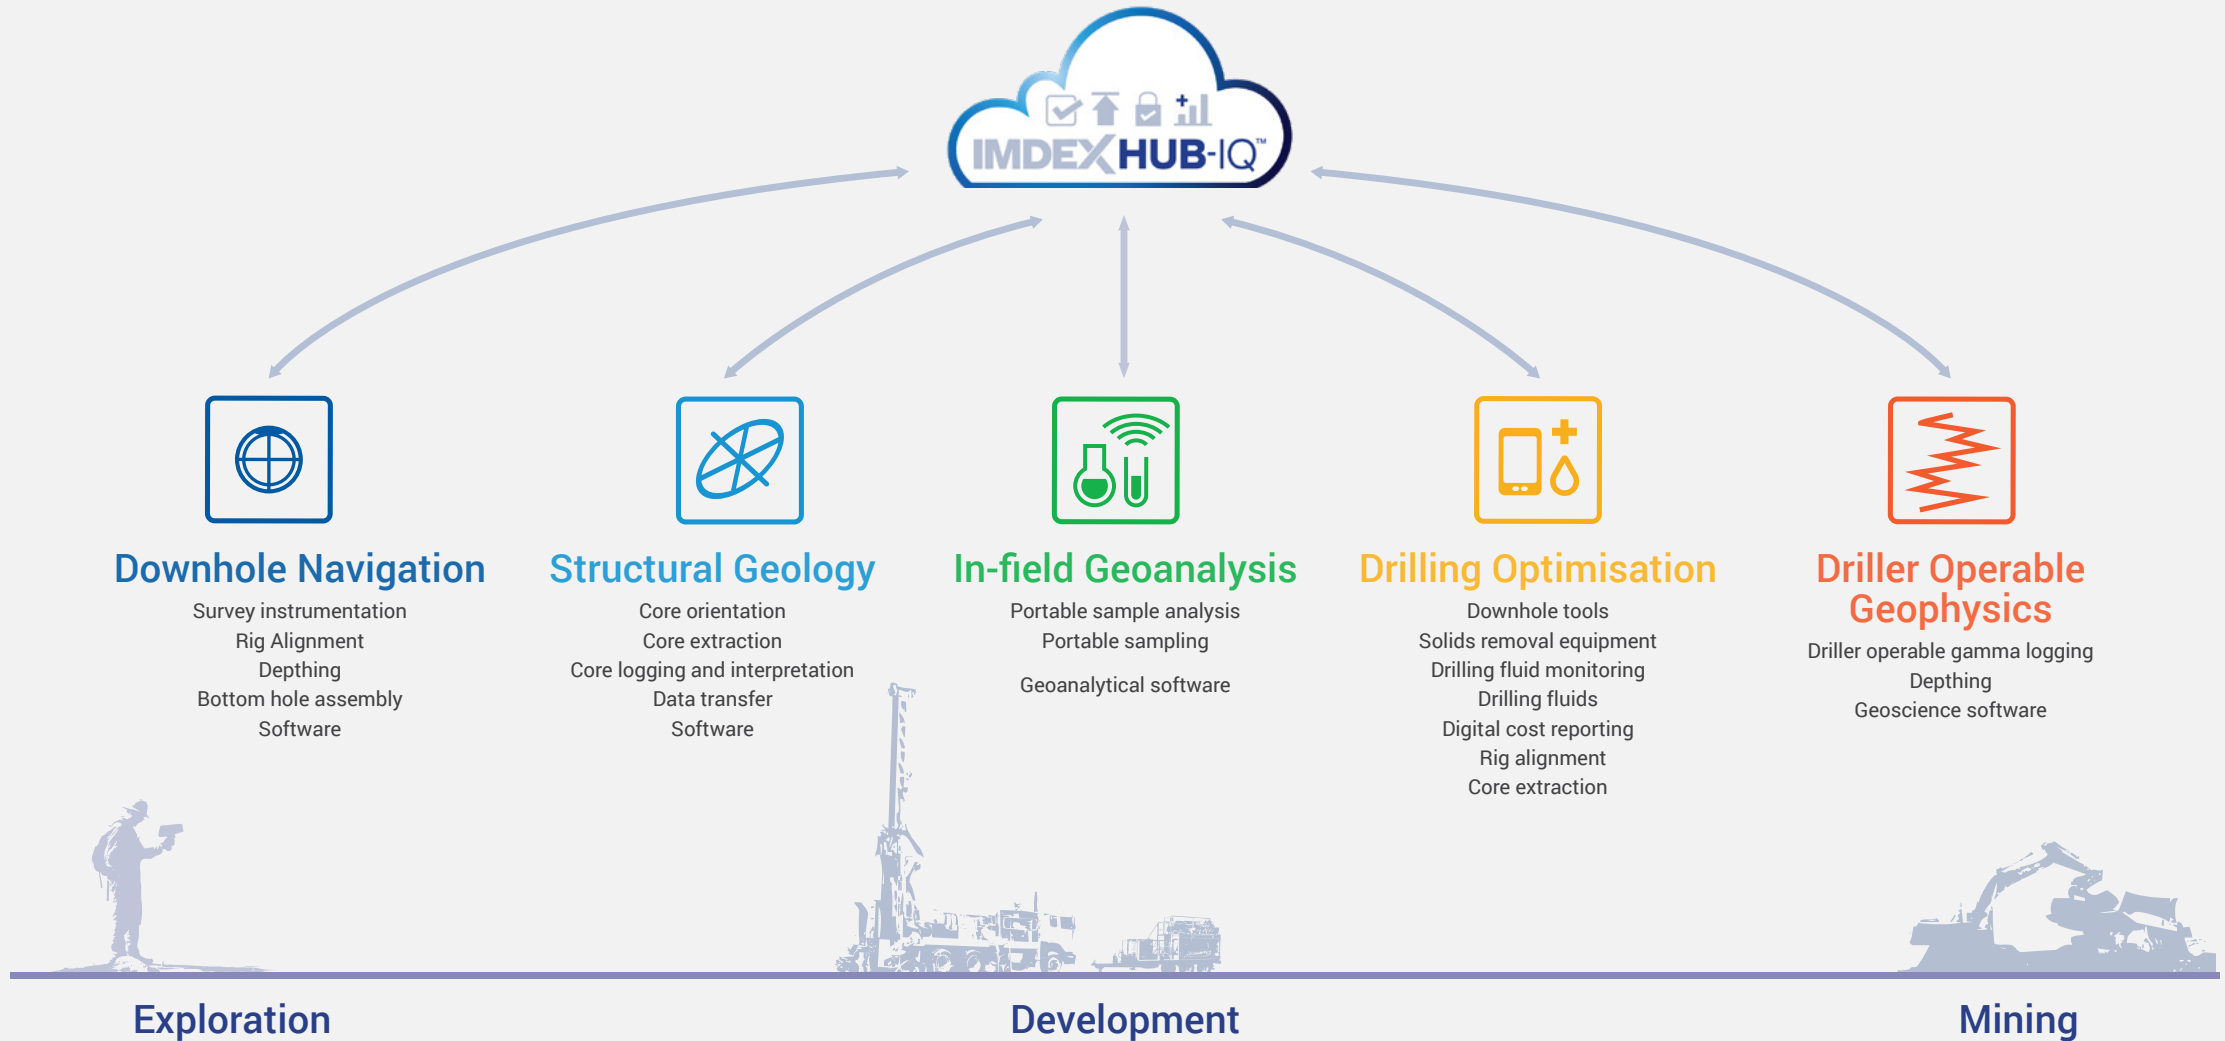 IMDEX HUB-IQ™
Downhole Navigation
Survey instrumentation
Rig Alignment
Depthing
Bottom hole assembly
Software
Structural Geology
Core orientation
Core extraction
Core logging and interpretation
Data transfer
Software
In-field Geoanalysis
Portable sample analysis
Portable sampling
Geoanalytical software
Drilling Optimisation
Downhole tools
Solids removal equipment
Drilling fluid monitoring
Drilling fluids
Digital cost reporting
Rig alignment
Core extraction
Driller Operable
Geophysics
Driller operable gamma logging
Depthing
Geoscience software
Exploration
Development
Mining